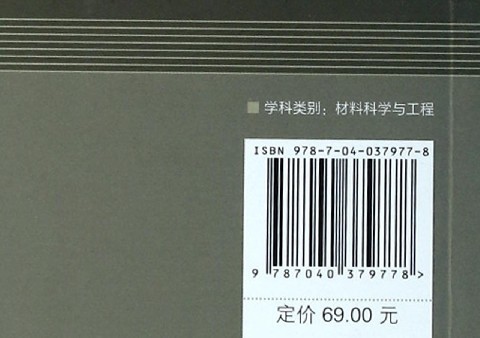 学科类别：材料科学与工程
ISBN 978-7-04-037977-8
9 787040 379778 >
定价 69.00 元